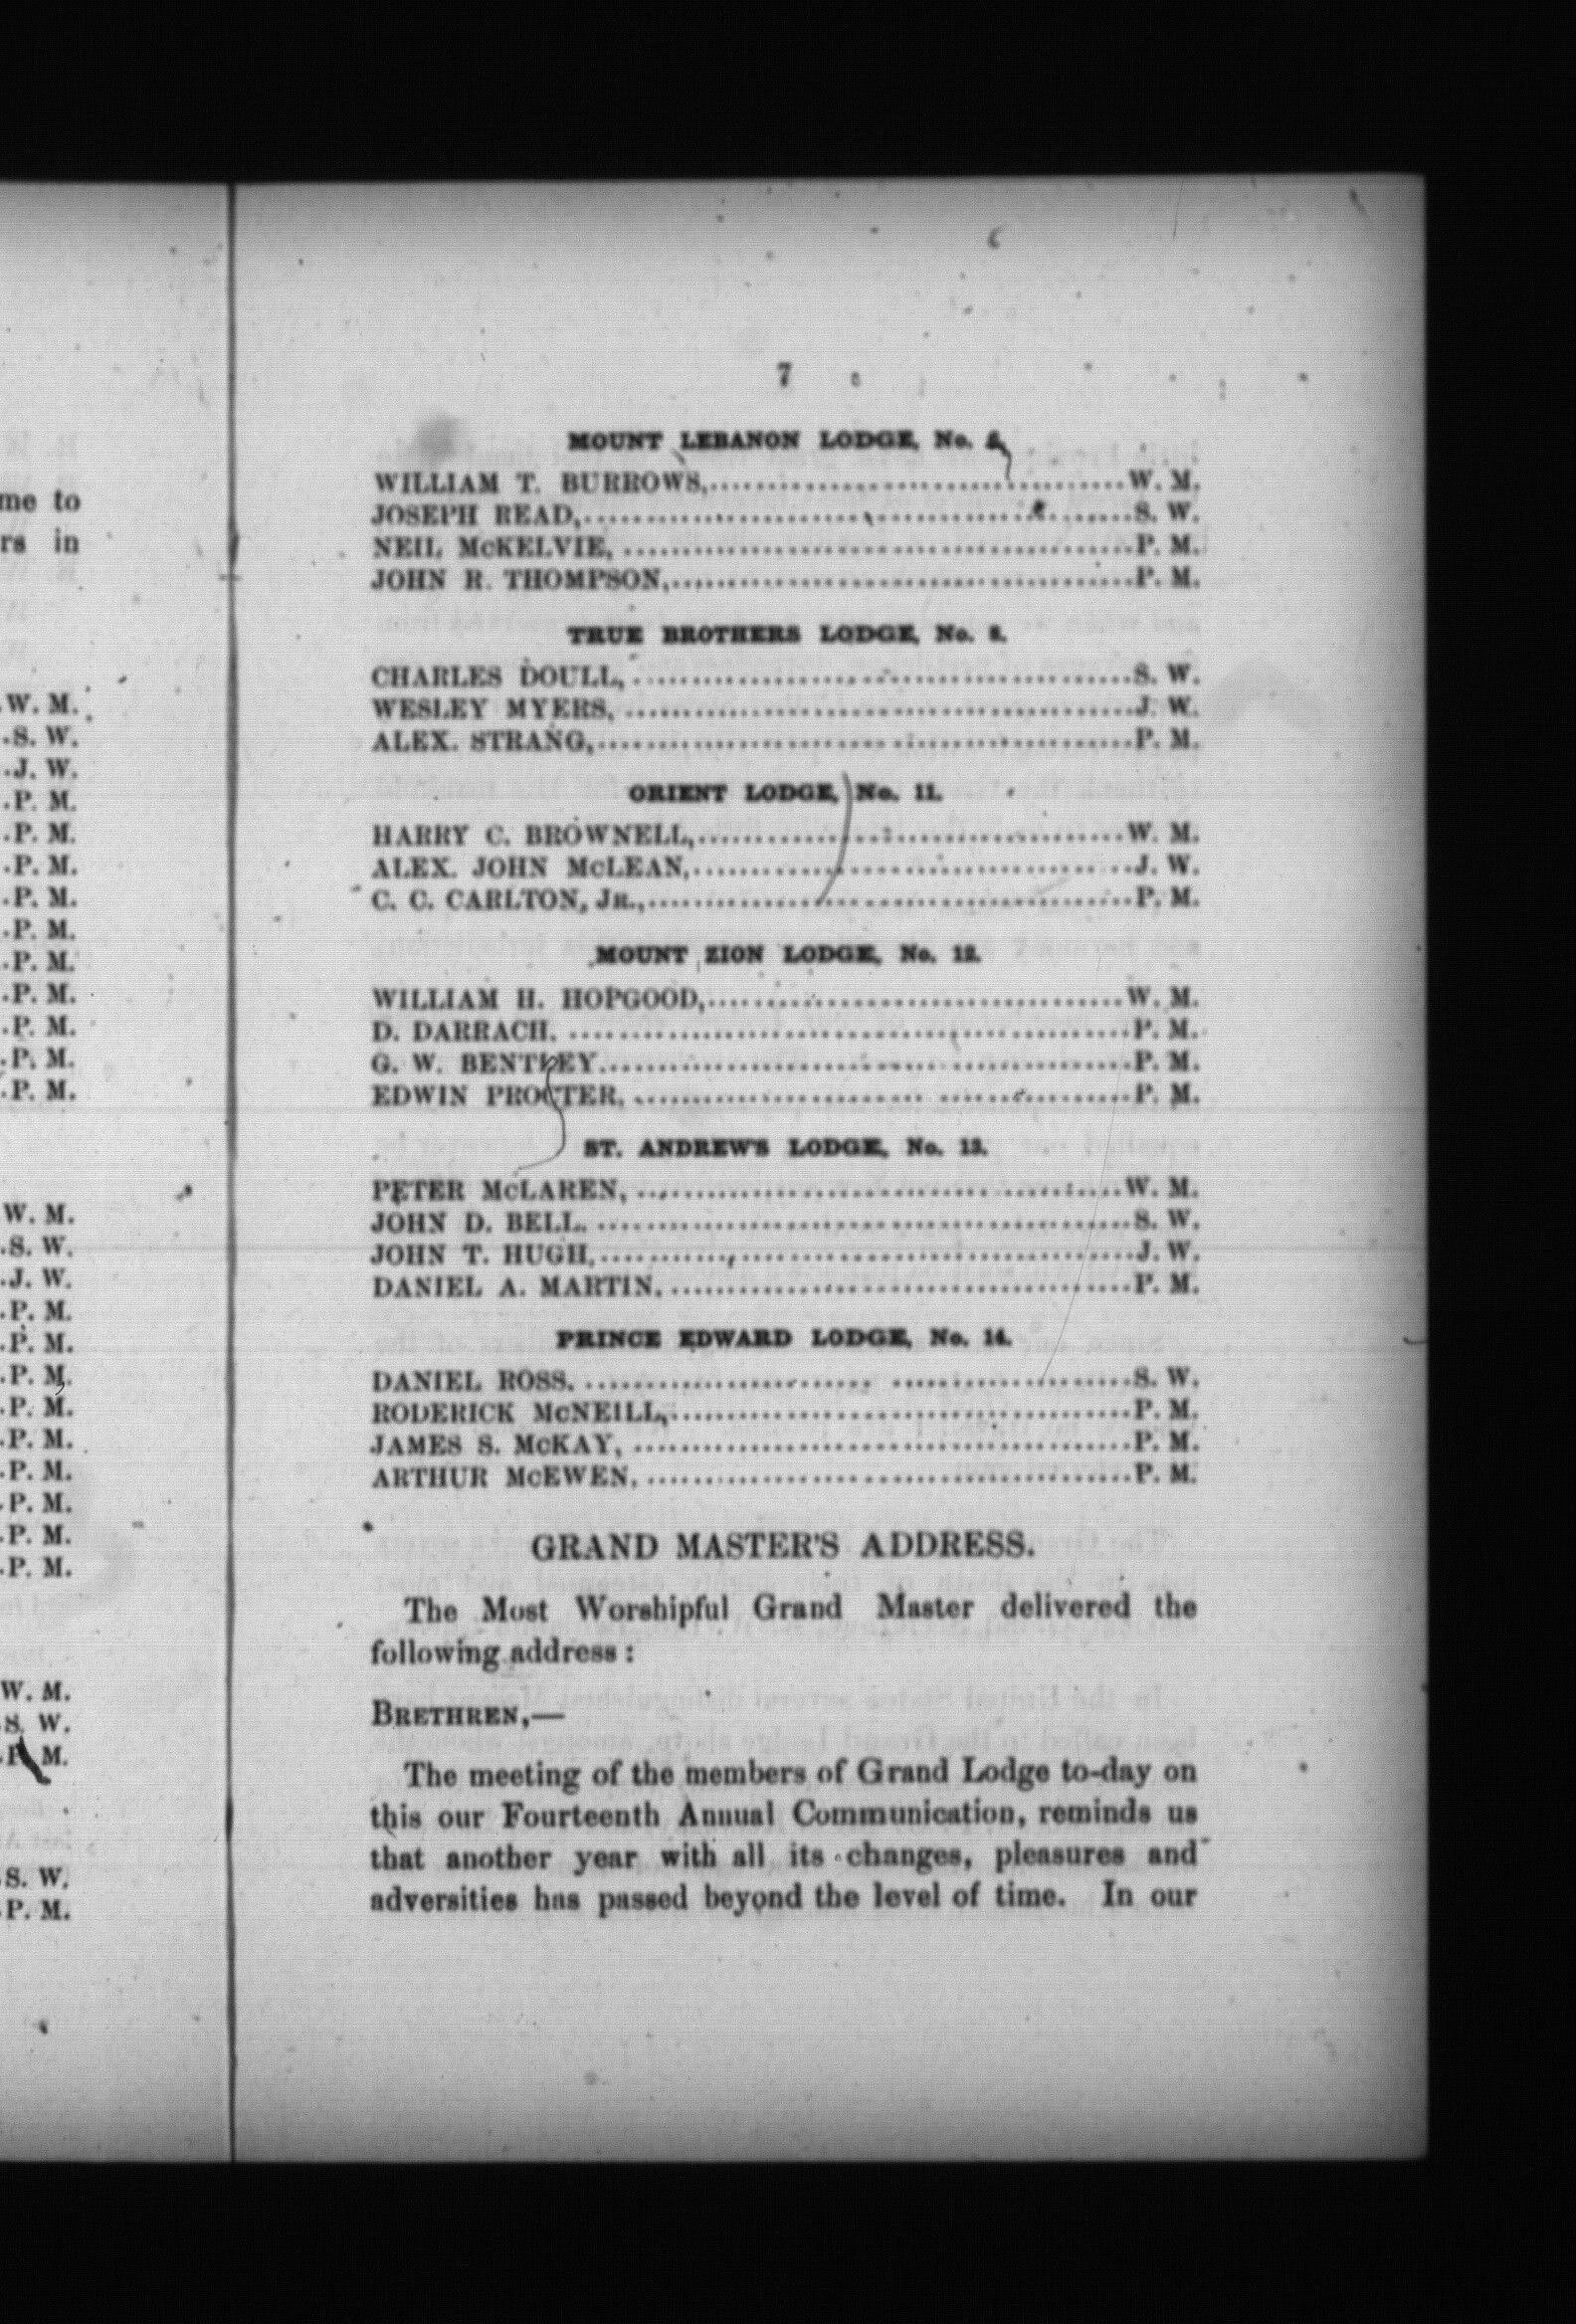 me to
rs in
W. M.
S. W.
J. W.
P. M.
P. M.
P. M.
P. M.
P. M.
P. M.
P. M.
P. M.
P. M.
P. M.
W. M.
S. W.
J. W.
P. M.
P. M.
P. M.
P. M.
P. M.
P. M.
P. M.
P. M.
P. M.
W. M.
S. W.
P. M.
S. W.
P. M.
7
MOUNT LEBANON LODGE, No.
WILLIAM T. BURROWS,........W. M.
JOSEPH READ,........S. W.
NEIL McKELVIE,........P. M.
JOHN R. THOMPSON,........P. M.
TRUE BROTHERS LODGE, No. 8.
CHARLES DOULL,........S. W.
WESLEY MYERS,........J. W.
ALEX. STRANG,........P. M.
ORIENT LODGE, No. 11.
HARRY C. BROWNELL,........W. M.
ALEX. JOHN McLEAN,........J. W.
C. C. CARLTON, Jr.,........P. M.
MOUNT ZION LODGE, No. 12.
WILLIAM H. HOPGOOD,........W. M.
D. DARRACH,........P. M.
G. W. BENTLEY........P. M.
EDWIN PROCTER,........P. M.
ST. ANDREW'S LODGE, No. 13.
PETER McLAREN,........W. M.
JOHN D. BELL,........S. W.
JOHN T. HUGH,........J. W.
DANIEL A. MARTIN,........P. M.
PRINCE EDWARD LODGE, No. 14.
DANIEL ROSS,........S. W.
RODERICK McNEILL,........P. M.
JAMES S. McKAY,........P. M.
ARTHUR McEWEN,........P. M.
GRAND MASTER'S ADDRESS.
The Most Worshipful Grand Master delivered the
following address:
BRETHREN,—
The meeting of the members of Grand Lodge to-day on
this our Fourteenth Annual Communication, reminds us
that another year with all its changes, pleasures and
adversities has passed beyond the level of time. In our